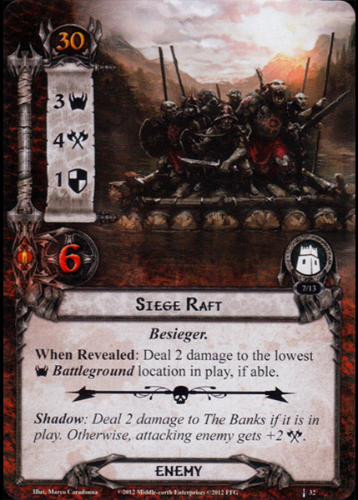 30
3
4
1
6
7/13
Siege Raft
Besieger.
When Revealed: Deal 2 damage to the lowest
Battleground location in play, if able.
Shadow: Deal 2 damage to The Banks if it is in
play. Otherwise, attacking enemy gets +2 .
ENEMY
Illus. Marco Caradonna ©2012 Middle-earth Enterprises ©2012 FFG 32